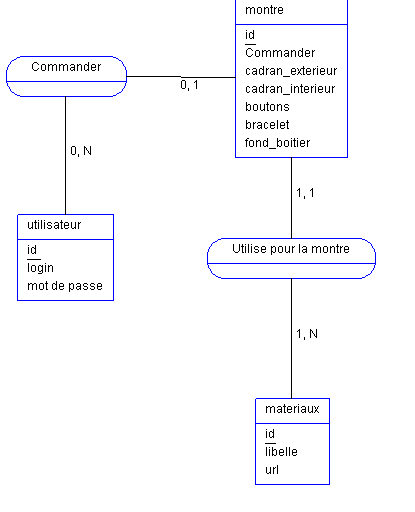 montre
id
Commander
cadran_exterieur
cadran_interieur
boutons
bracelet
fond_boitier
Commander
0, 1
0, N
1, 1
utilisateur
id
login
mot de passe
Utilise pour la montre
1, N
materiaux
id
libelle
url